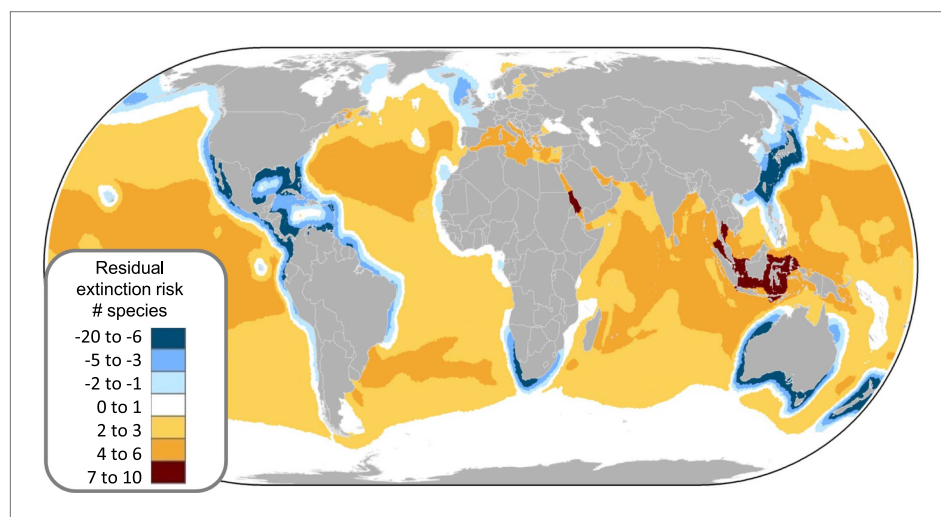 Residual
extinction risk
# species
-20 to -6
-5 to -3
-2 to -1
0 to 1
2 to 3
4 to 6
7 to 10